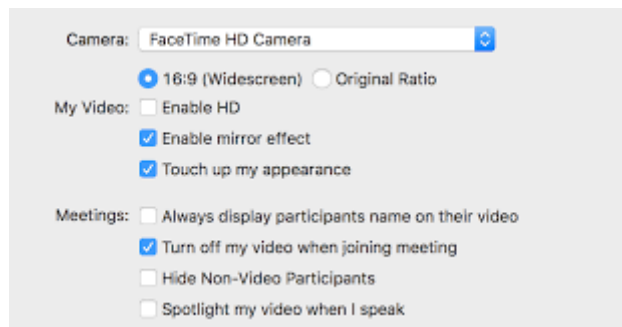 Camera: FaceTime HD Camera
16:9 (Widescreen) Original Ratio
My Video: Enable HD
Enable mirror effect
Touch up my appearance
Meetings: Always display participants name on their video
Turn off my video when joining meeting
Hide Non-Video Participants
Spotlight my video when I speak